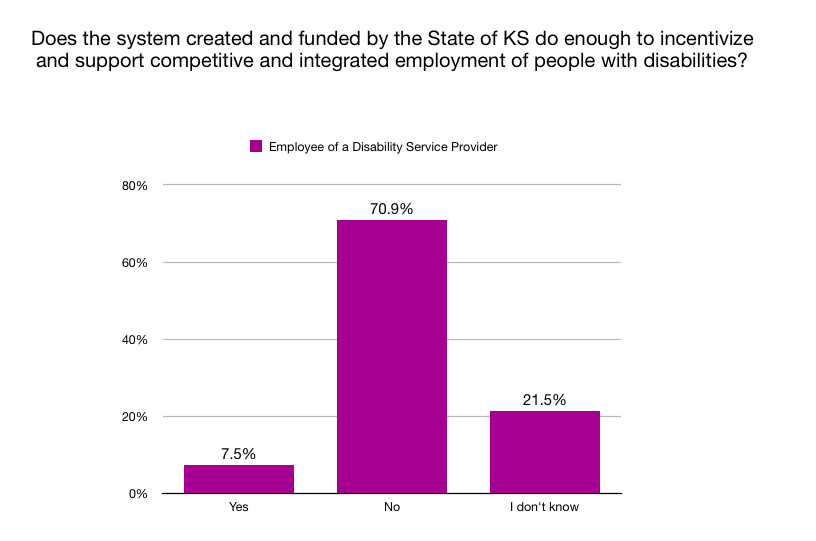 Does the system created and funded by the State of KS do enough to incentivize
and support competitive and integrated employment of people with disabilities?
Employee of a Disability Service Provider
80%
70.9%
60%
40%
21.5%
20%
7.5%
0%
Yes
No
I don't know